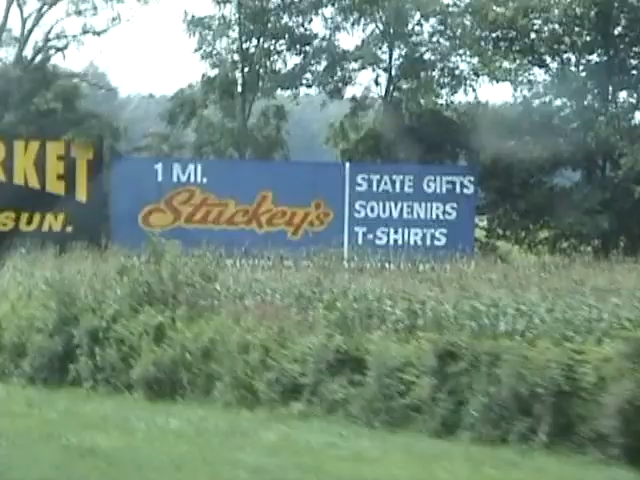 RKET
SUN.
1 MI.
Stuckey's
STATE GIFTS
SOUVENIRS
T-SHIRTS